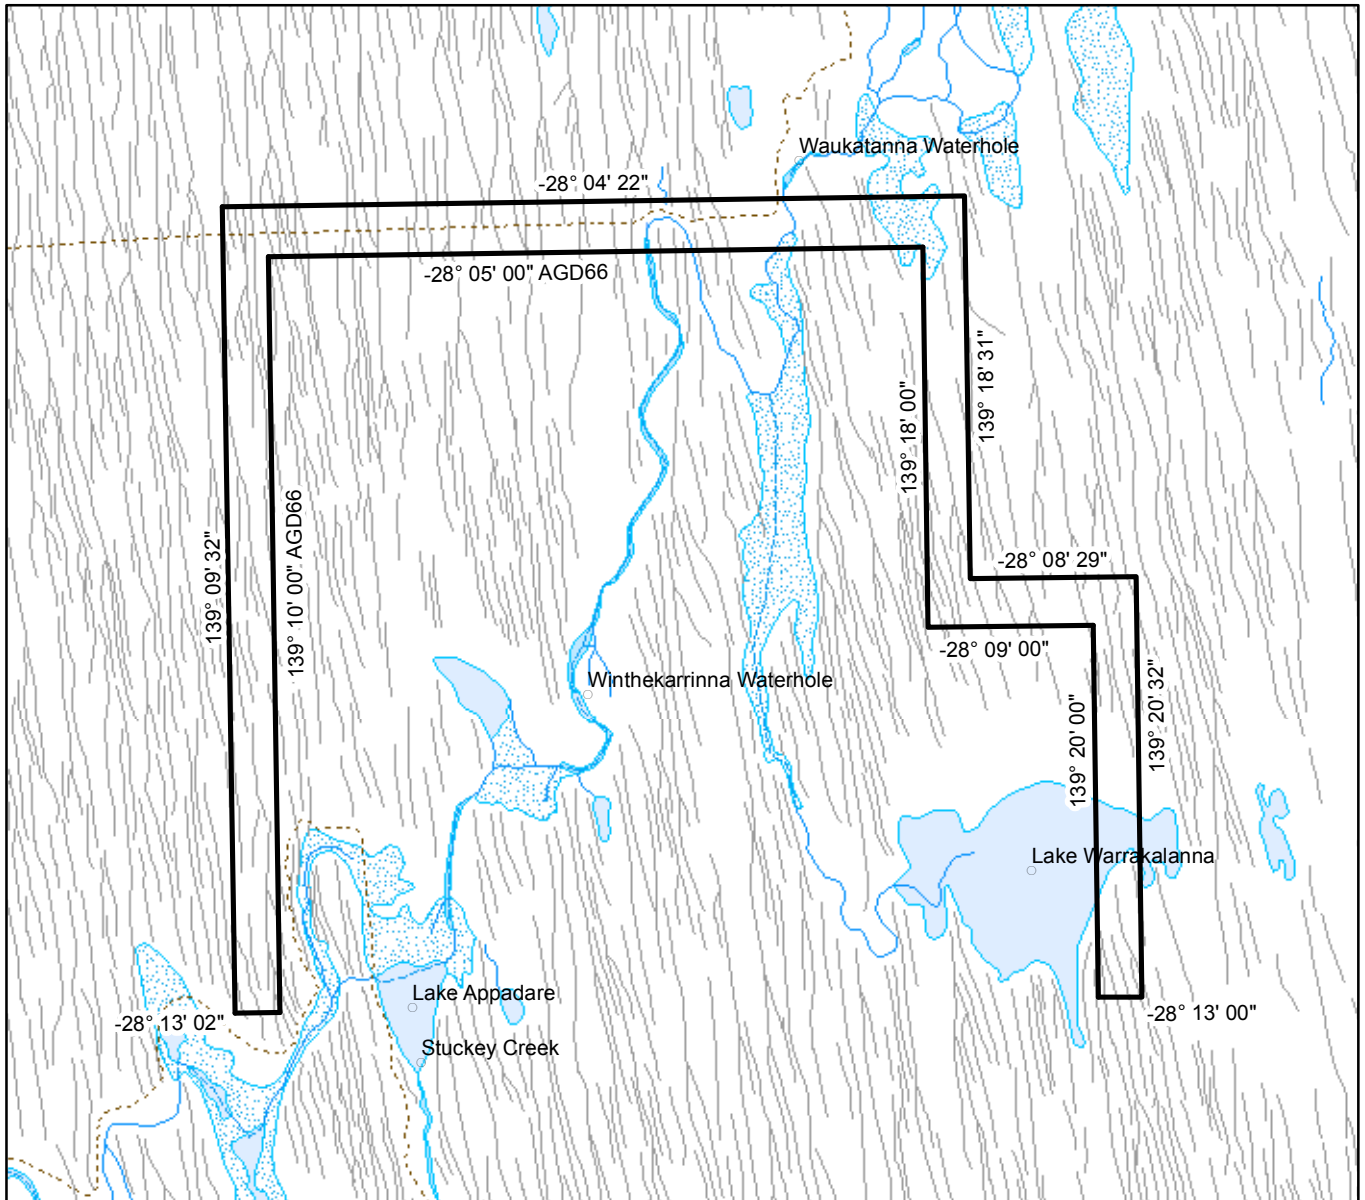 Waukatanna Waterhole
-28° 04' 22"
-28° 05' 00" AGD66
139° 18' 31"
139° 18' 00"
139° 09' 32"
139° 10' 00" AGD66
-28° 08' 29"
-28° 09' 00"
Winthekarrinna Waterhole
139° 20' 32"
139° 20' 00"
Lake Warrakalanna
Lake Appadare
-28° 13' 02"
-28° 13' 00"
Stuckey Creek